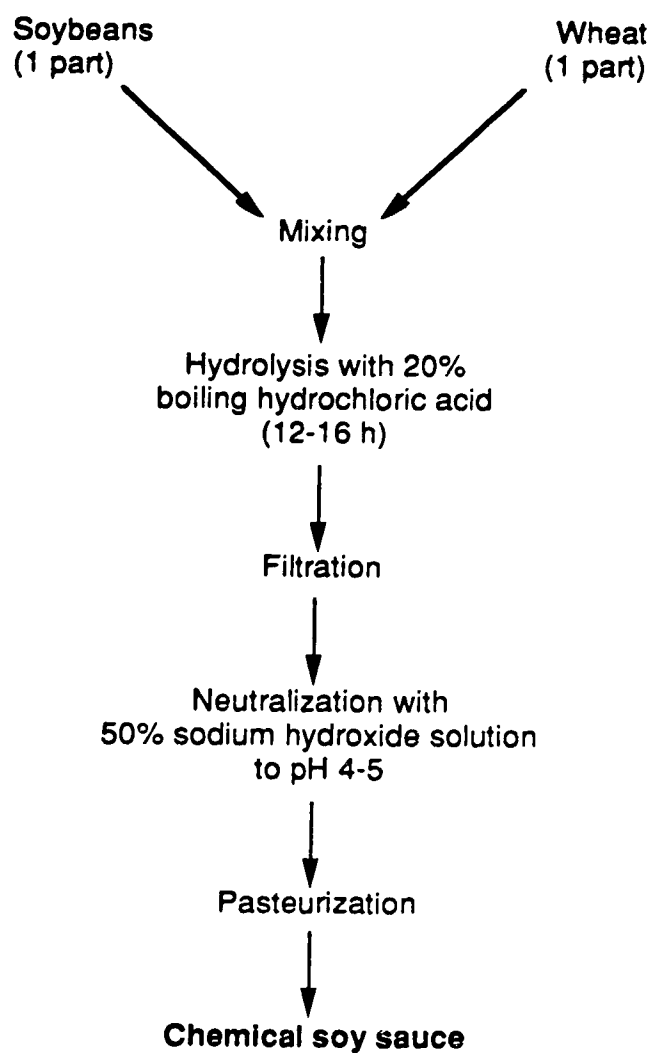 Soybeans
(1 part)
Wheat
(1 part)
Mixing
Hydrolysis with 20%
boiling hydrochloric acid
(12-16 h)
Filtration
Neutralization with
50% sodium hydroxide solution
to pH 4-5
Pasteurization
Chemical soy sauce